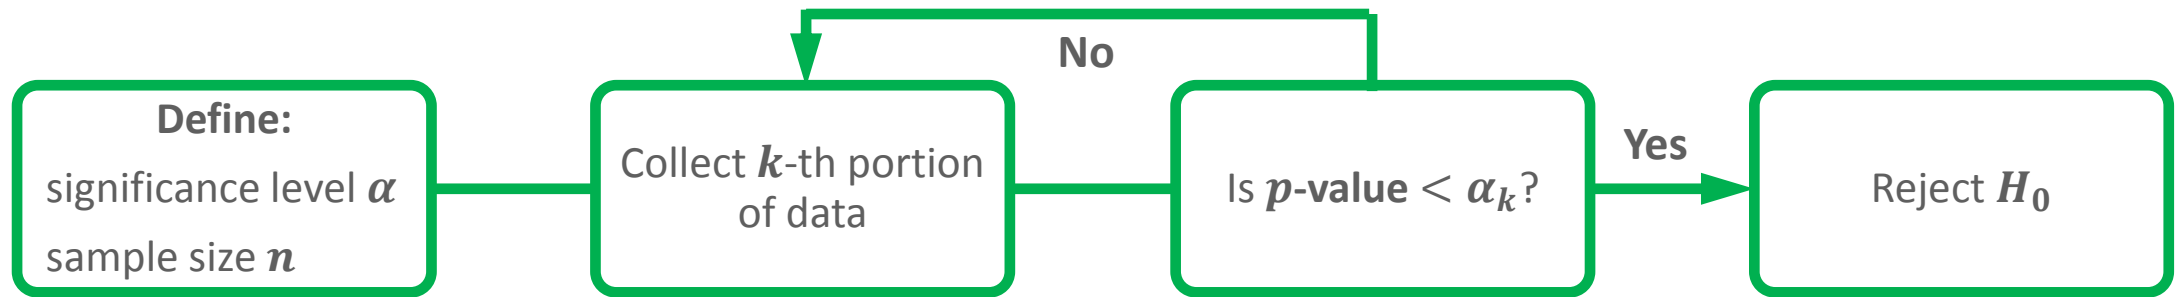 No
Define:
significance level α
sample size n
Collect k-th portion
of data
Is p-value < αₖ?
Yes
Reject H₀